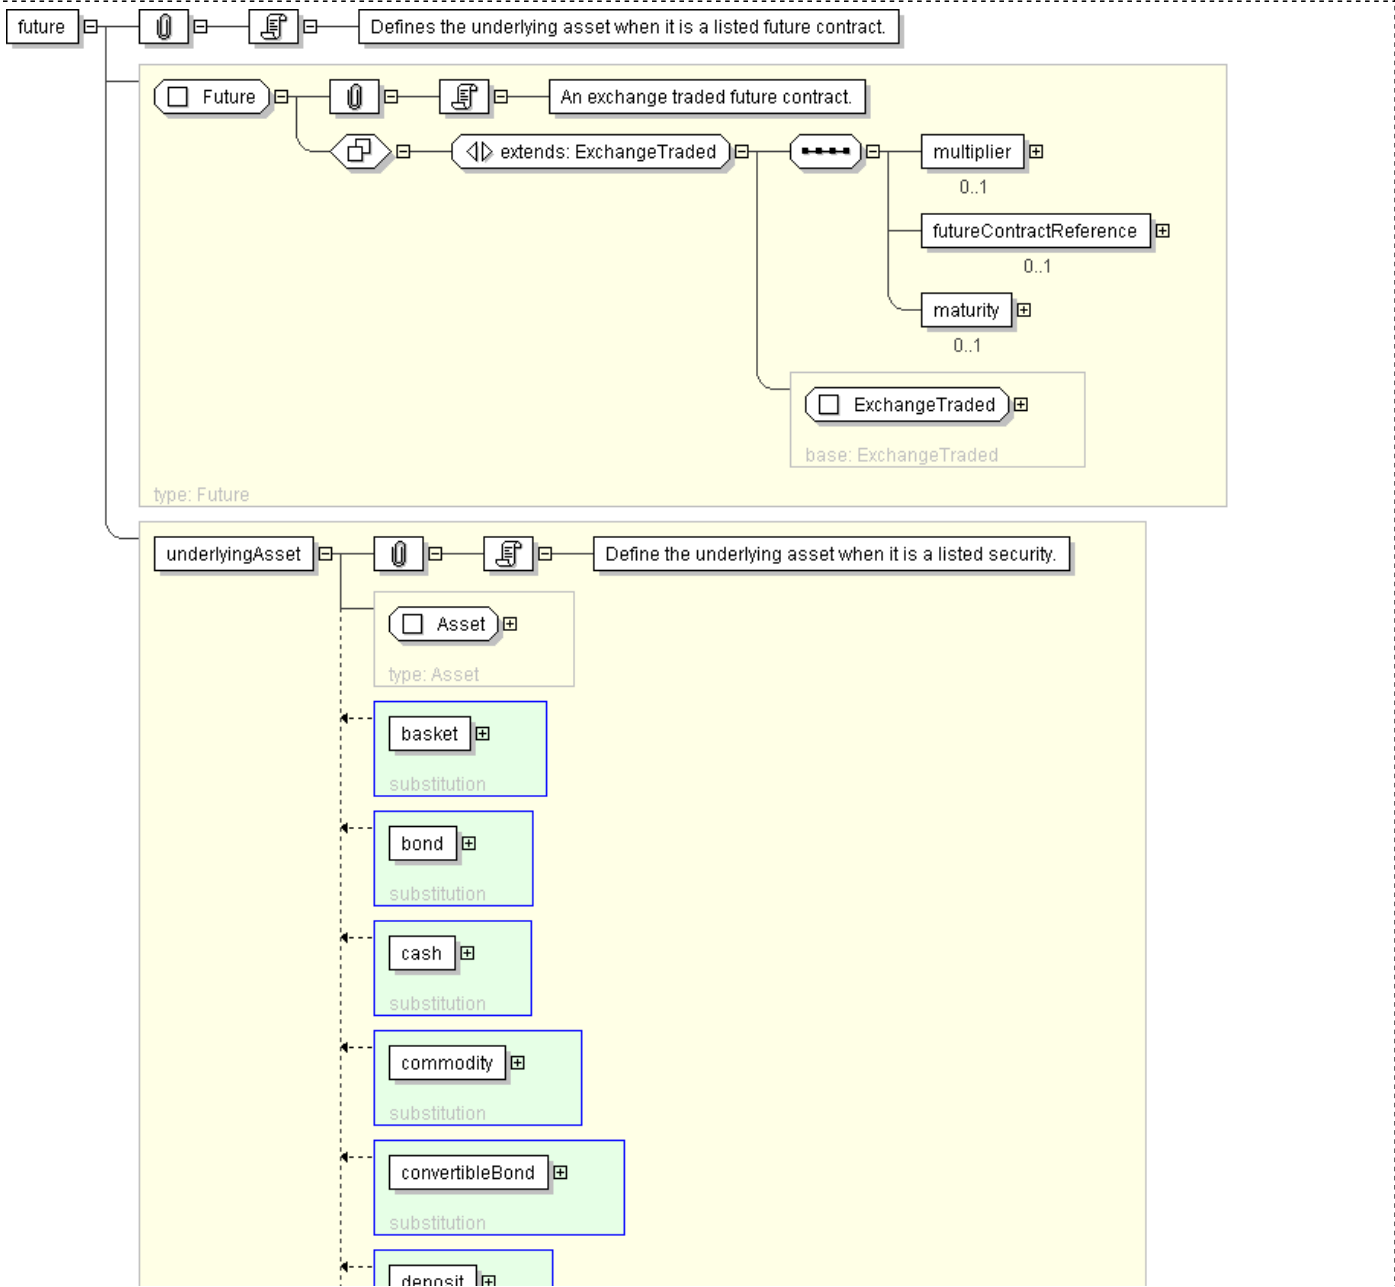 future
Defines the underlying asset when it is a listed future contract.
Future
An exchange traded future contract.
extends: ExchangeTraded
multiplier
0..1
futureContractReference
0..1
maturity
0..1
ExchangeTraded
base: ExchangeTraded
type: Future
underlyingAsset
Define the underlying asset when it is a listed security.
Asset
type: Asset
basket
substitution
bond
substitution
cash
substitution
commodity
substitution
convertibleBond
substitution
deposit